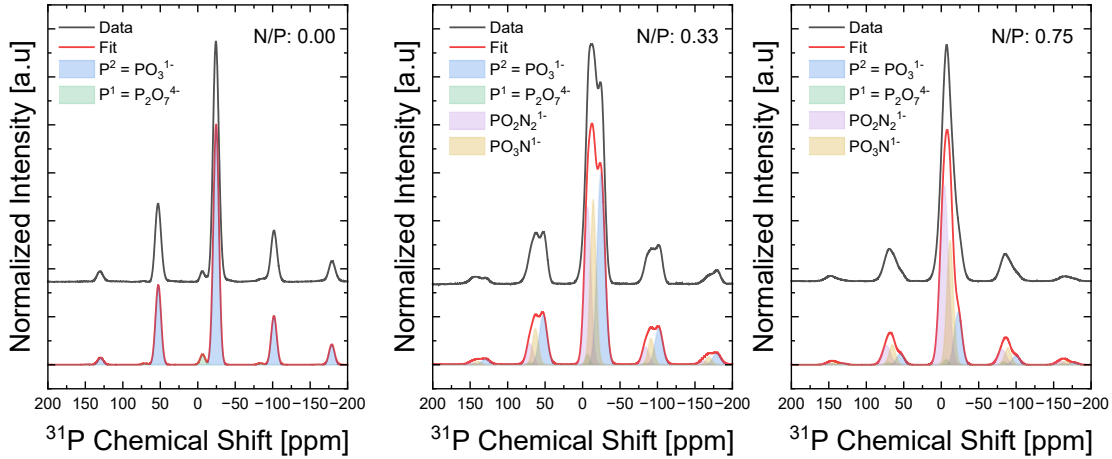 Normalized Intensity [a.u]
Data
Fit
P² = PO₃¹⁻
P¹ = P₂O₇⁴⁻
N/P: 0.00
200 150 100 50 0 −50 −100 −150 −200
³¹P Chemical Shift [ppm]
Normalized Intensity [a.u]
Data
Fit
P² = PO₃¹⁻
P¹ = P₂O₇⁴⁻
PO₂N₂¹⁻
PO₃N¹⁻
N/P: 0.33
200 150 100 50 0 −50 −100 −150 −200
³¹P Chemical Shift [ppm]
Normalized Intensity [a.u]
Data
Fit
P² = PO₃¹⁻
P¹ = P₂O₇⁴⁻
PO₂N₂¹⁻
PO₃N¹⁻
N/P: 0.75
200 150 100 50 0 −50 −100 −150 −200
³¹P Chemical Shift [ppm]